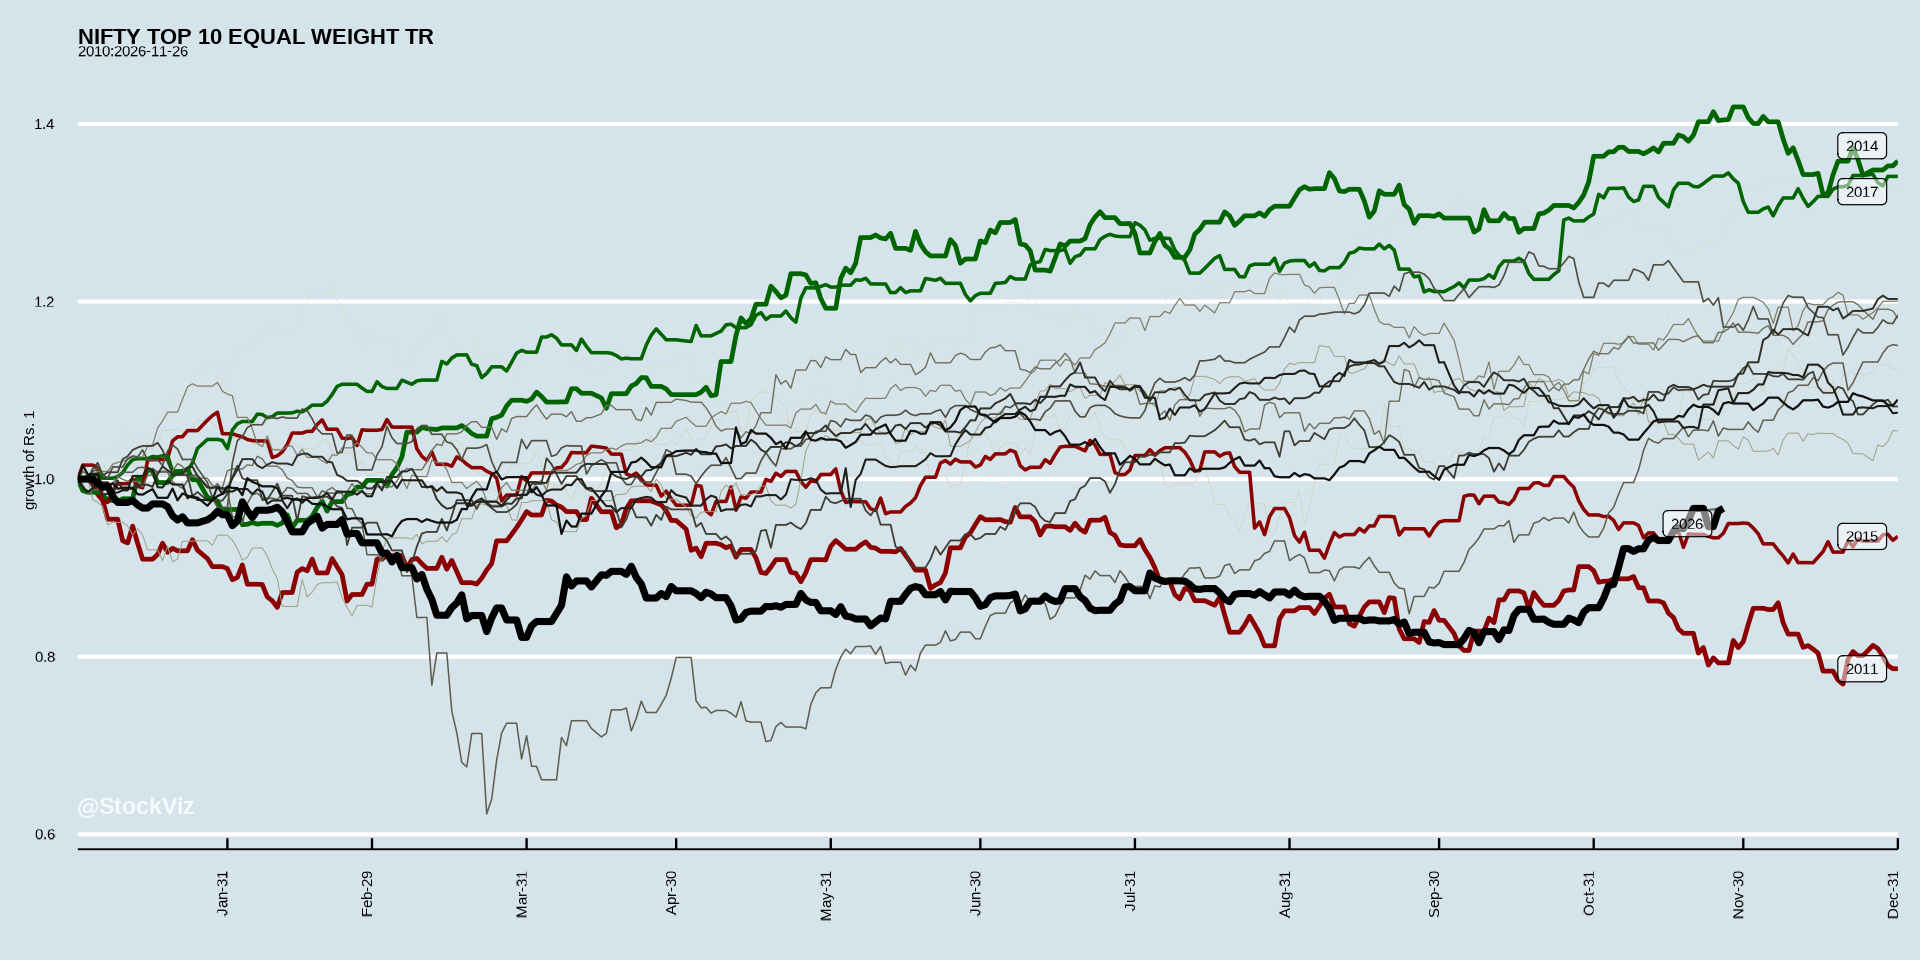 NIFTY TOP 10 EQUAL WEIGHT TR
2010:2026-11-26
growth of Rs. 1
1.4
1.2
1.0
0.8
0.6
2014
2017
2026
2015
2011
@StockViz
Jan-31
Feb-29
Mar-31
Apr-30
May-31
Jun-30
Jul-31
Aug-31
Sep-30
Oct-31
Nov-30
Dec-31